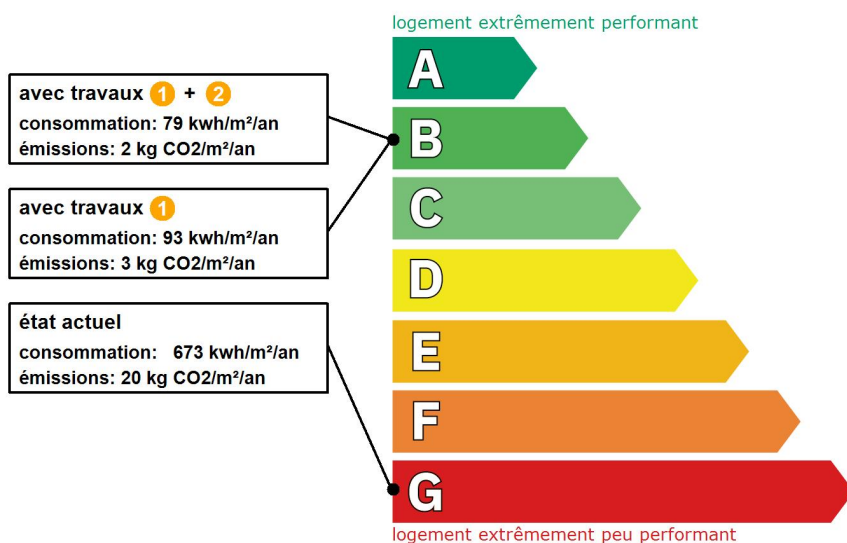 logement extrêmement performant
avec travaux 1 + 2
consommation: 79 kwh/m²/an
émissions: 2 kg CO2/m²/an
avec travaux 1
consommation: 93 kwh/m²/an
émissions: 3 kg CO2/m²/an
état actuel
consommation: 673 kwh/m²/an
émissions: 20 kg CO2/m²/an
A
B
C
D
E
F
G
logement extrêmement peu performant